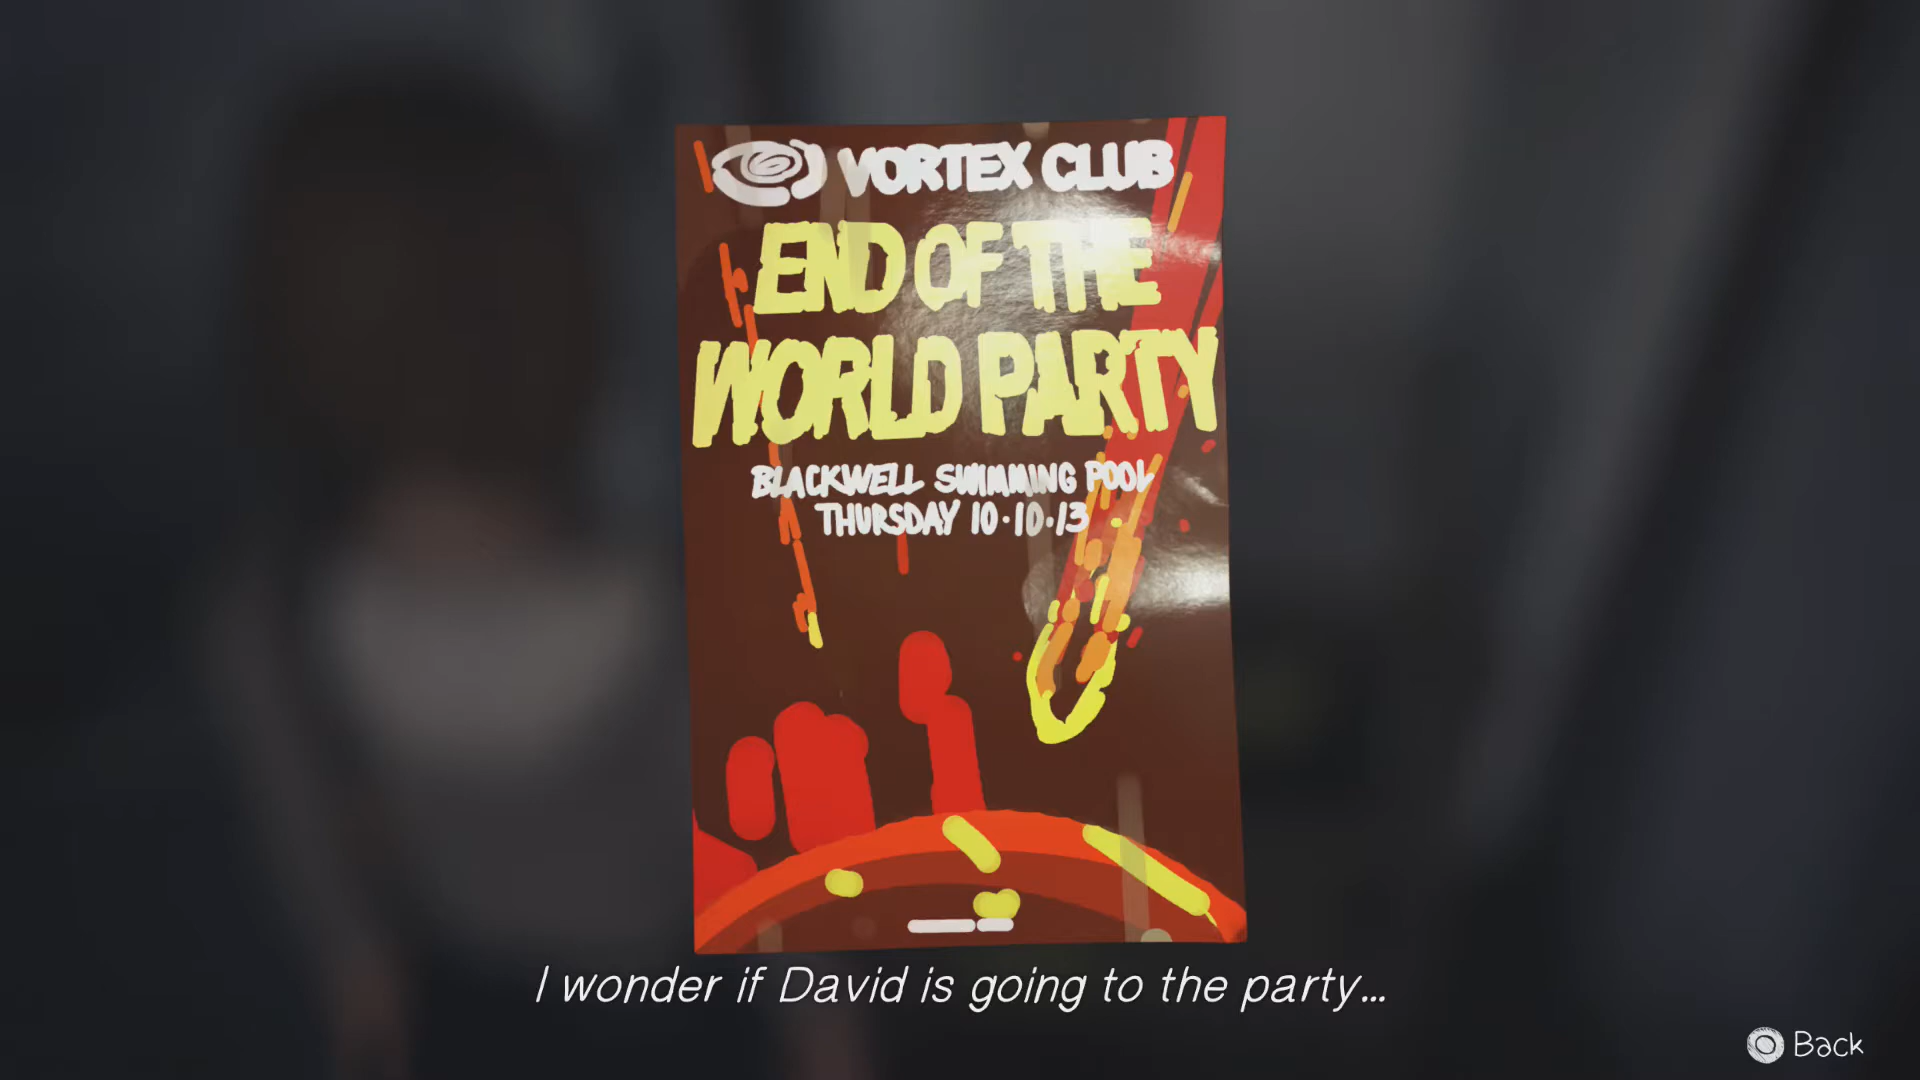 VORTEX CLUB
END OF THE
WORLD PARTY
BLACKWELL SWIMMING POOL
THURSDAY 10·10·13
I wonder if David is going to the party...
Back